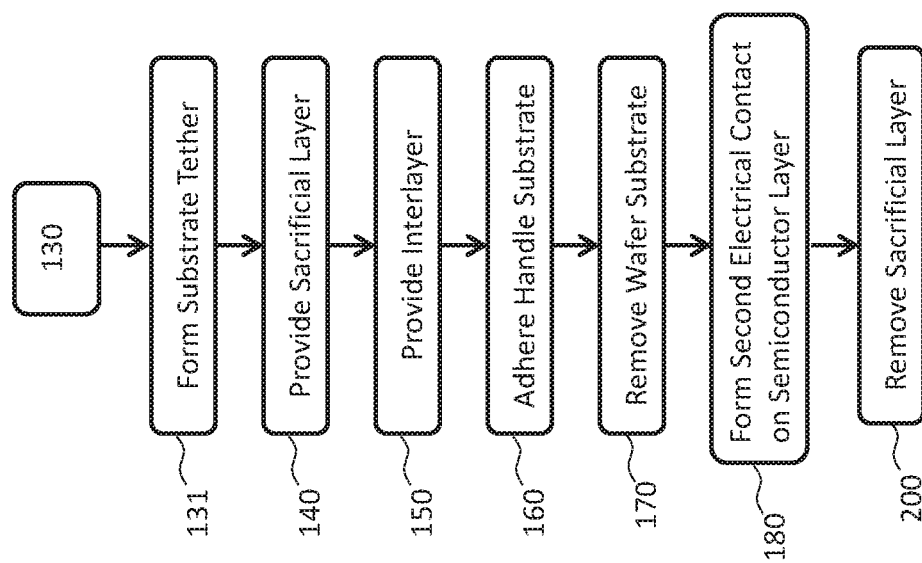 130
131
Form Substrate Tether
140
Provide Sacrificial Layer
150
Provide Interlayer
160
Adhere Handle Substrate
170
Remove Wafer Substrate
180
Form Second Electrical Contact
on Semiconductor Layer
200
Remove Sacrificial Layer